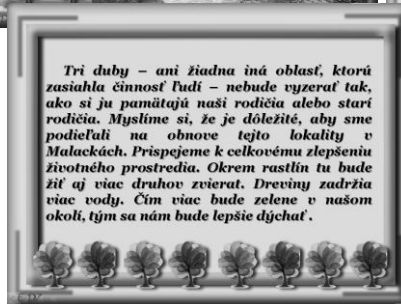 Tri duby – ani žiadna iná oblasť, ktorú
zasiahla činnosť ľudí – nebude vyzerať tak,
ako si ju pamätajú naši rodičia alebo starí
rodičia. Myslíme si, že je dôležité, aby sme
podieľali na obnove tejto lokality v
Malackách. Prispejeme k celkovému zlepšeniu
životného prostredia. Okrem rastlín tu bude
žiť aj viac druhov zvierat. Dreviny zadržia
viac vody. Čím viac bude zelene v našom
okolí, tým sa nám bude lepšie dýchať .